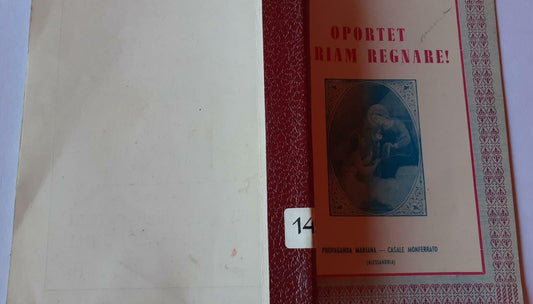 OPORTET
RIAM REGNARE!
14
PROPAGANDA MARIANA — CASALE MONFERRATO
(ALESSANDRIA)